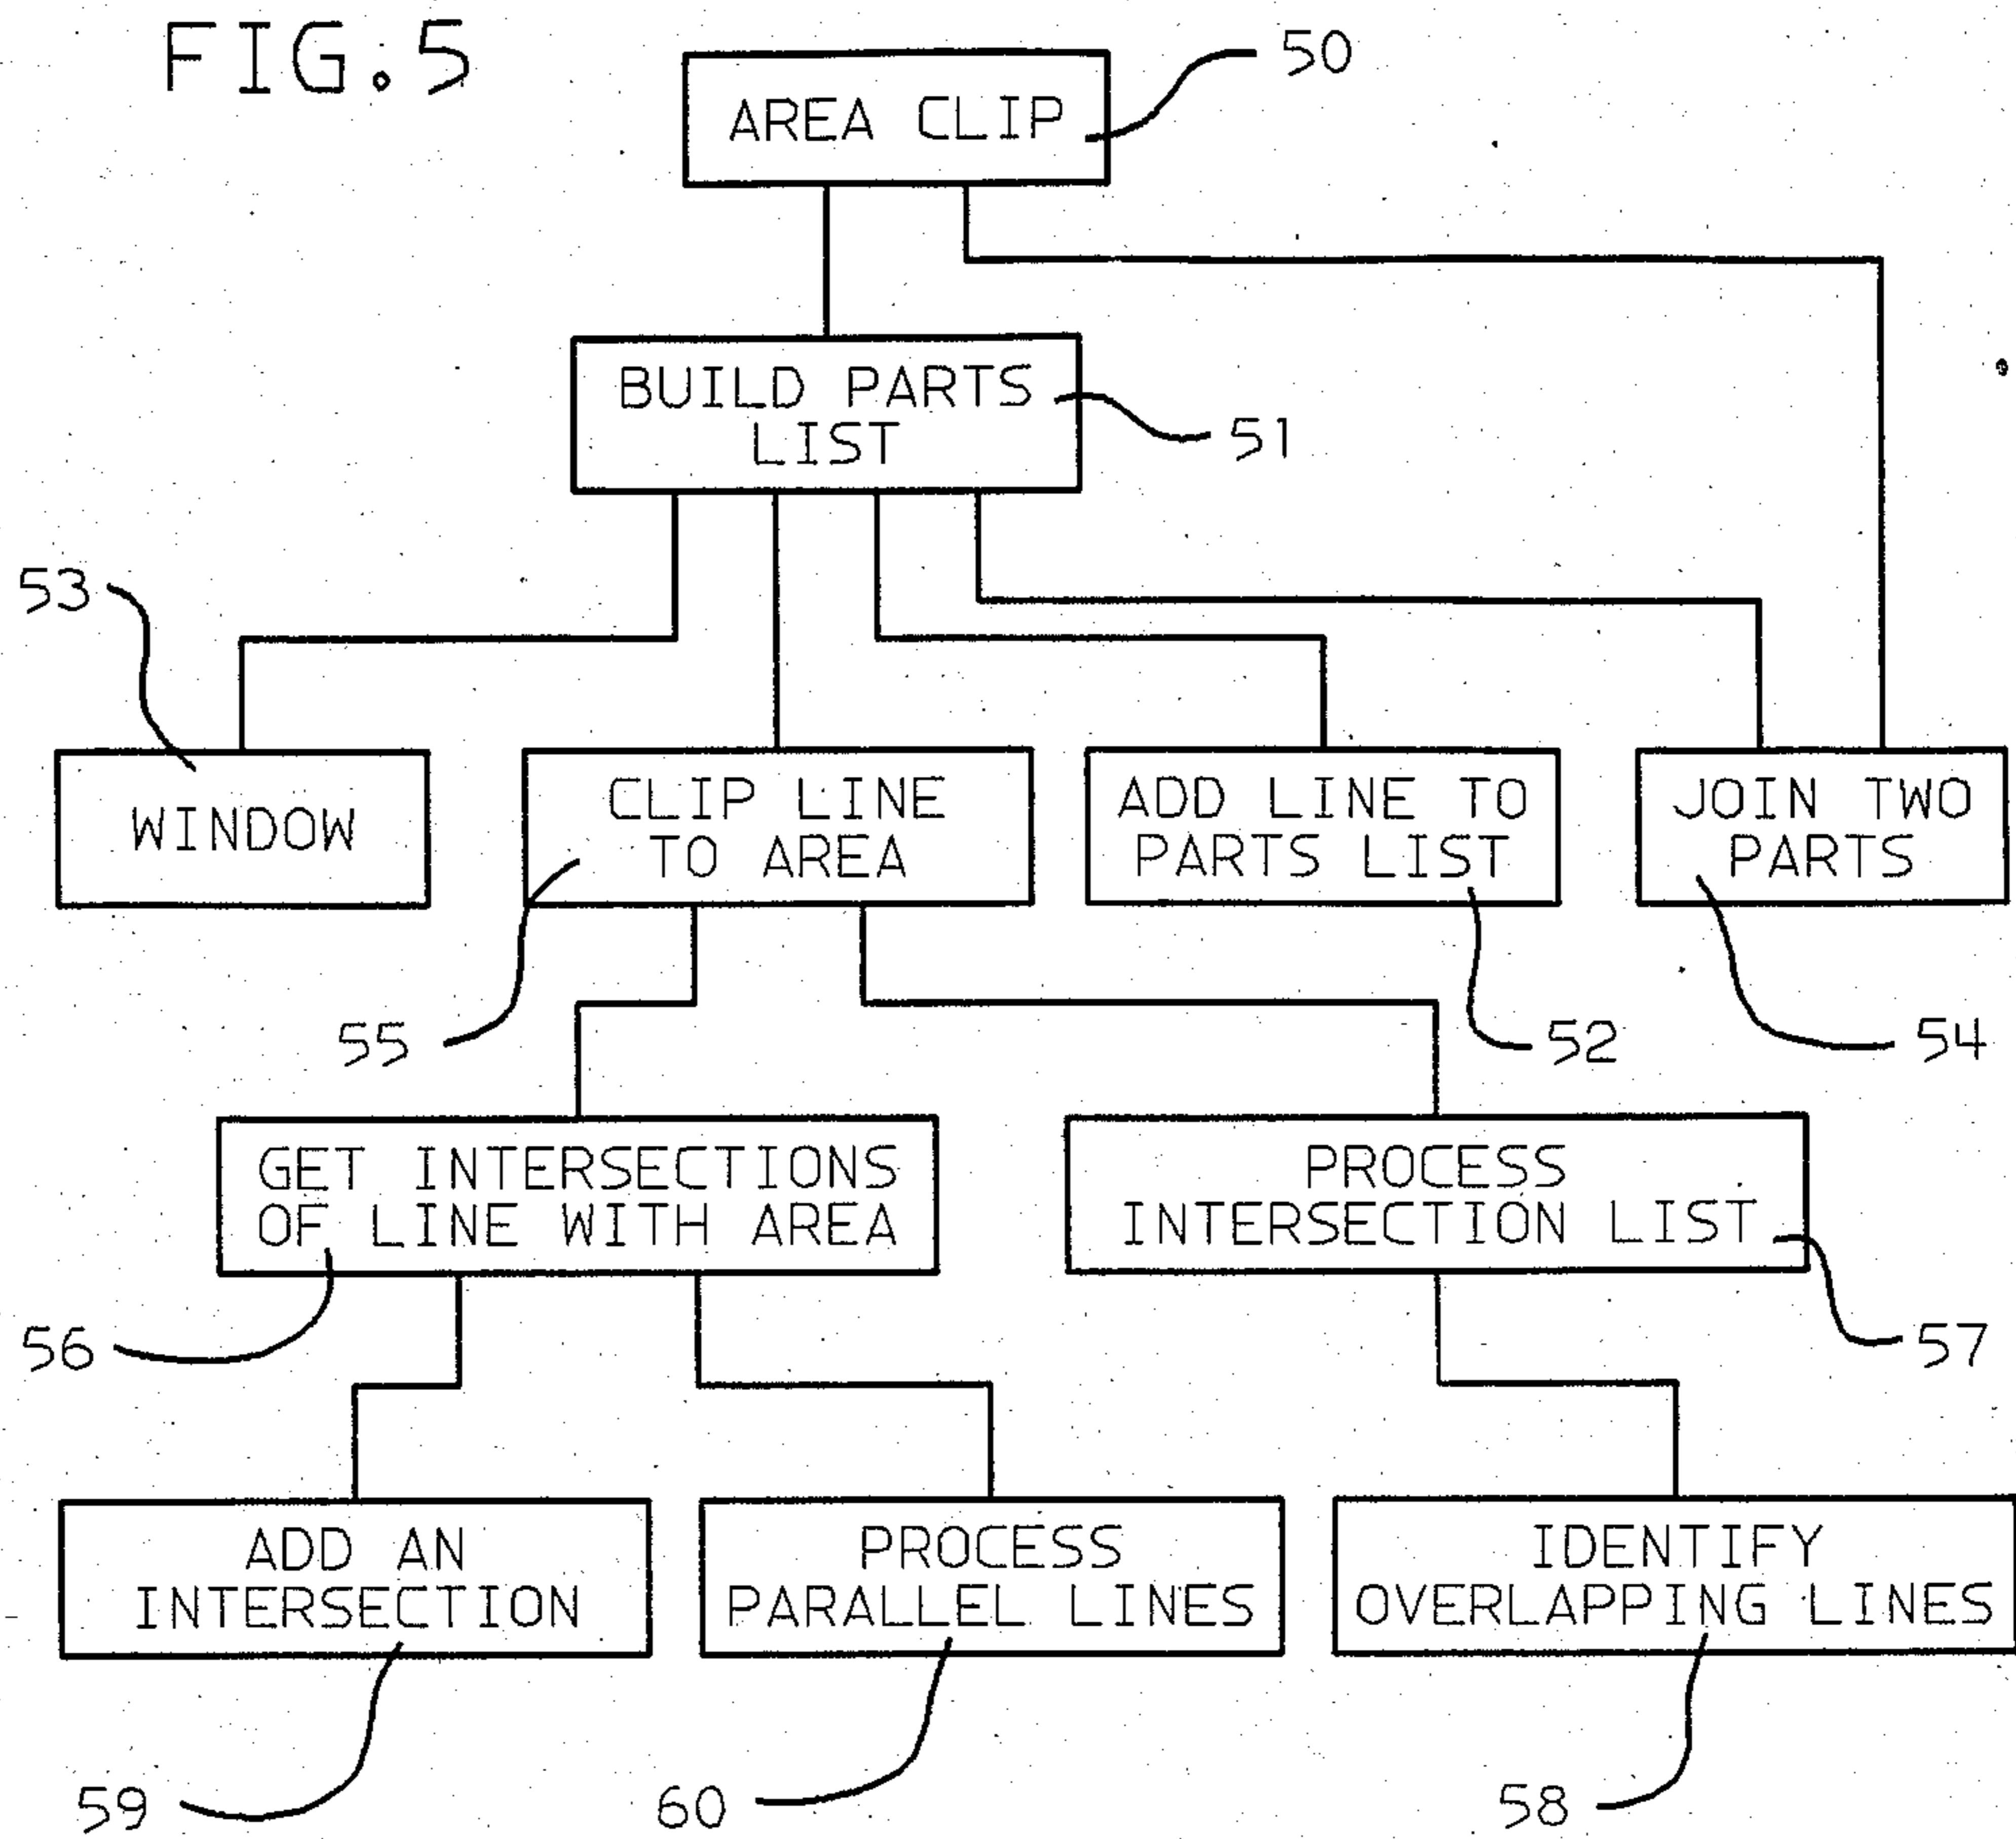 FIG.5
50
AREA CLIP
BUILD PARTS
LIST
51
53
WINDOW
CLIP LINE
TO AREA
ADD LINE TO
PARTS LIST
JOIN TWO
PARTS
55
52
54
GET INTERSECTIONS
OF LINE WITH AREA
PROCESS
INTERSECTION LIST
56
57
ADD AN
INTERSECTION
PROCESS
PARALLEL LINES
IDENTIFY
OVERLAPPING LINES
59
60
58